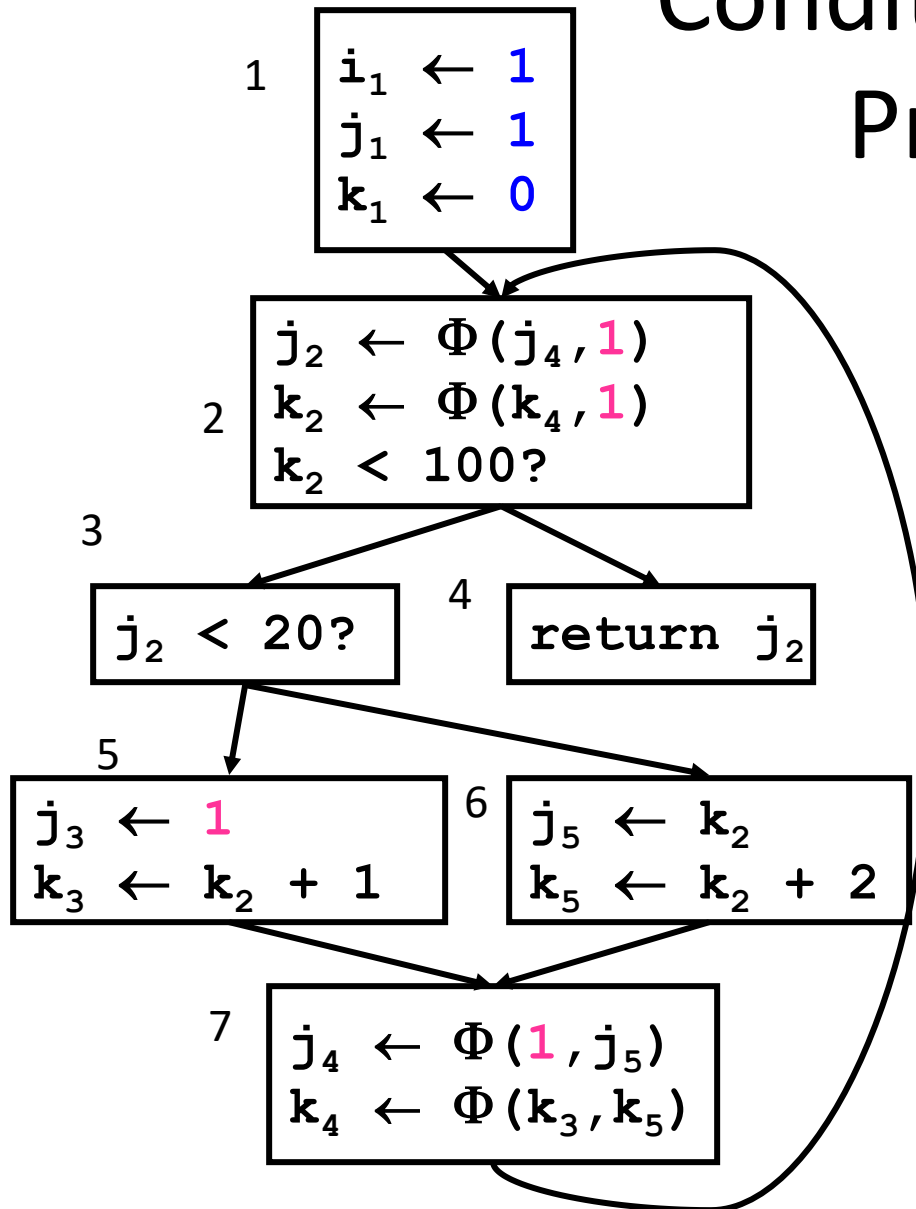 Condit
Pr
1
i₁ ← 1
j₁ ← 1
k₁ ← 0
2
j₂ ← Φ(j₄,1)
k₂ ← Φ(k₄,1)
k₂ < 100?
3
j₂ < 20?
4
return j₂
5
j₃ ← 1
k₃ ← k₂ + 1
6
j₅ ← k₂
k₅ ← k₂ + 2
7
j₄ ← Φ(1,j₅)
k₄ ← Φ(k₃,k₅)